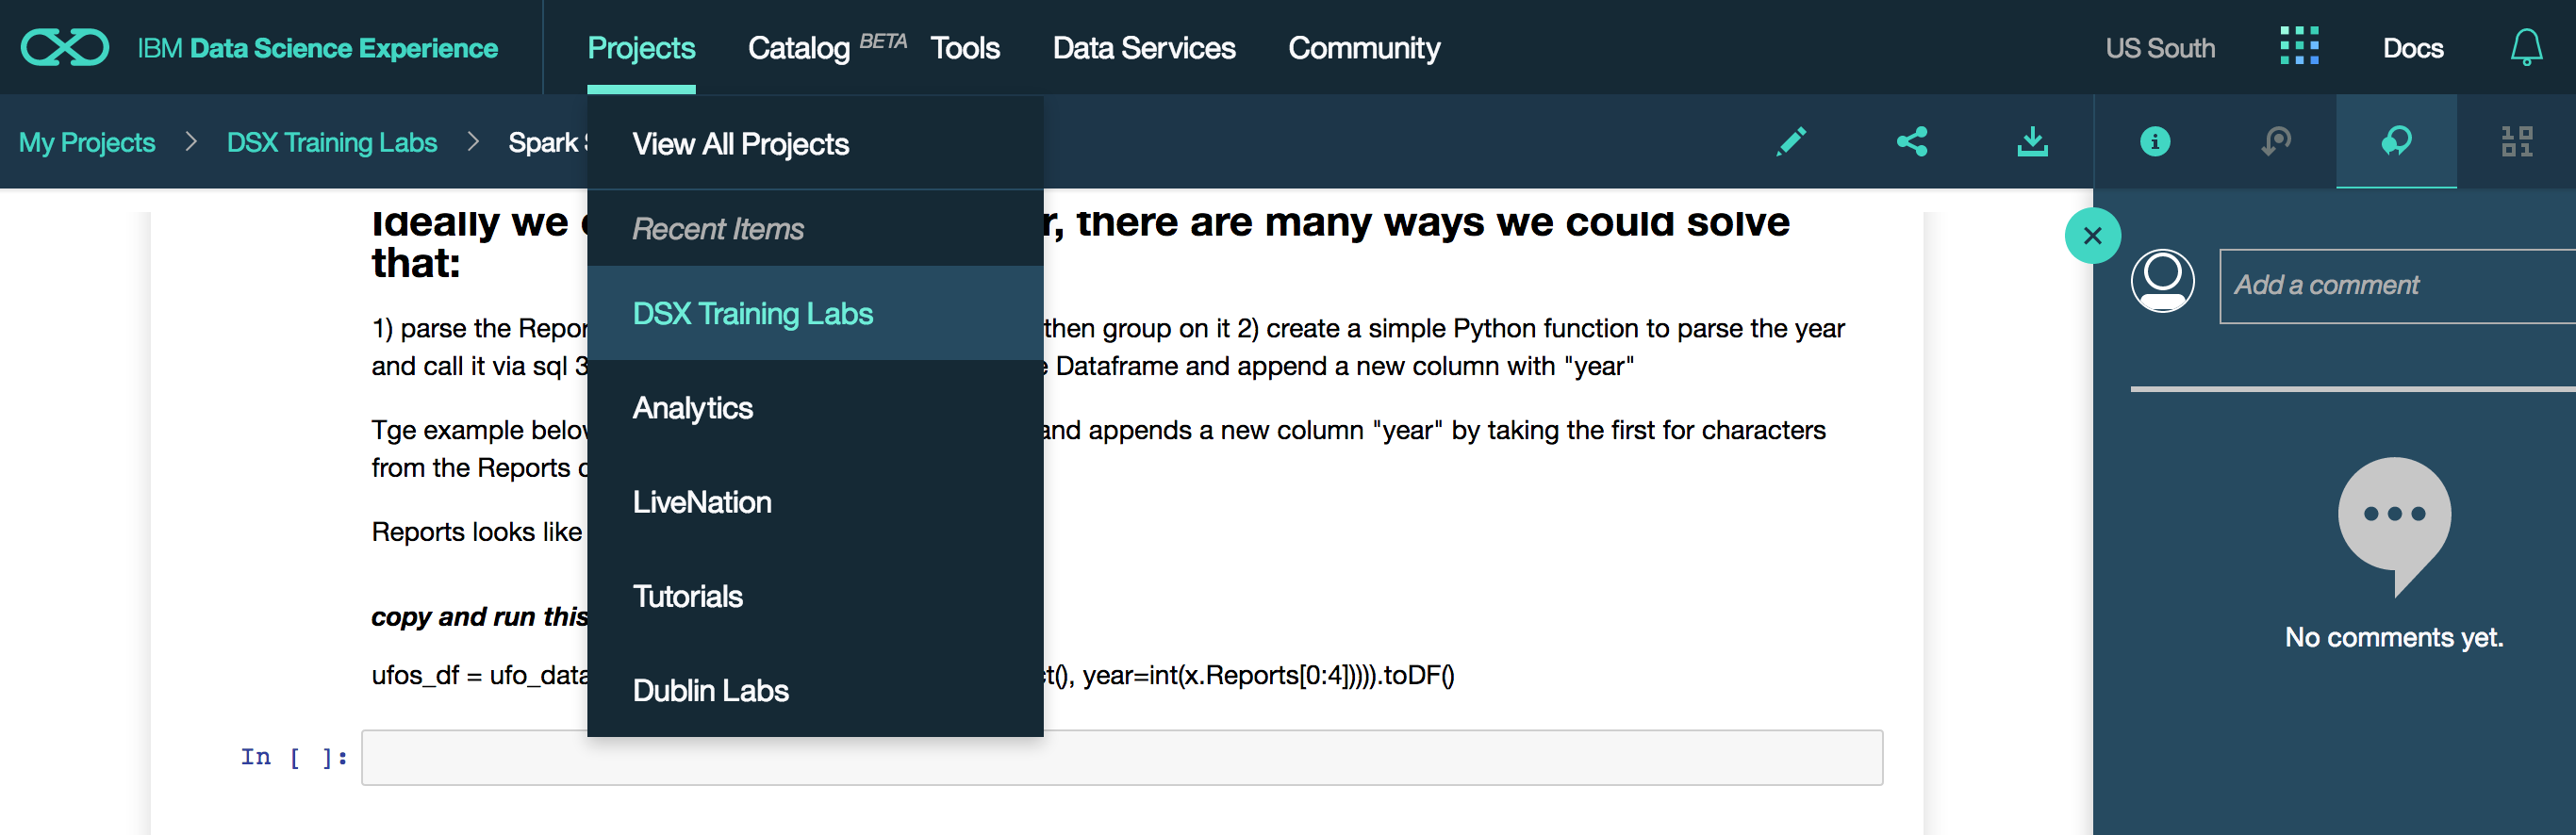 IBM Data Science Experience
Projects
Catalog BETA
Tools
Data Services
Community
US South
Docs
My Projects > DSX Training Labs > Spark
View All Projects
Recent Items
DSX Training Labs
Analytics
LiveNation
Tutorials
Dublin Labs
Ideally we there are many ways we could solve
that:
1) parse the then group on it 2) create a simple Python function to parse the year
and call it via sql 3 Dataframe and append a new column with "year"
Tge example and appends a new column "year" by taking the first for characters
from the Reports
Reports looks like
copy and run this
ufos_df = year=int(x.Reports[0:4])))).toDF()
In [ ]:
Add a comment
No comments yet.